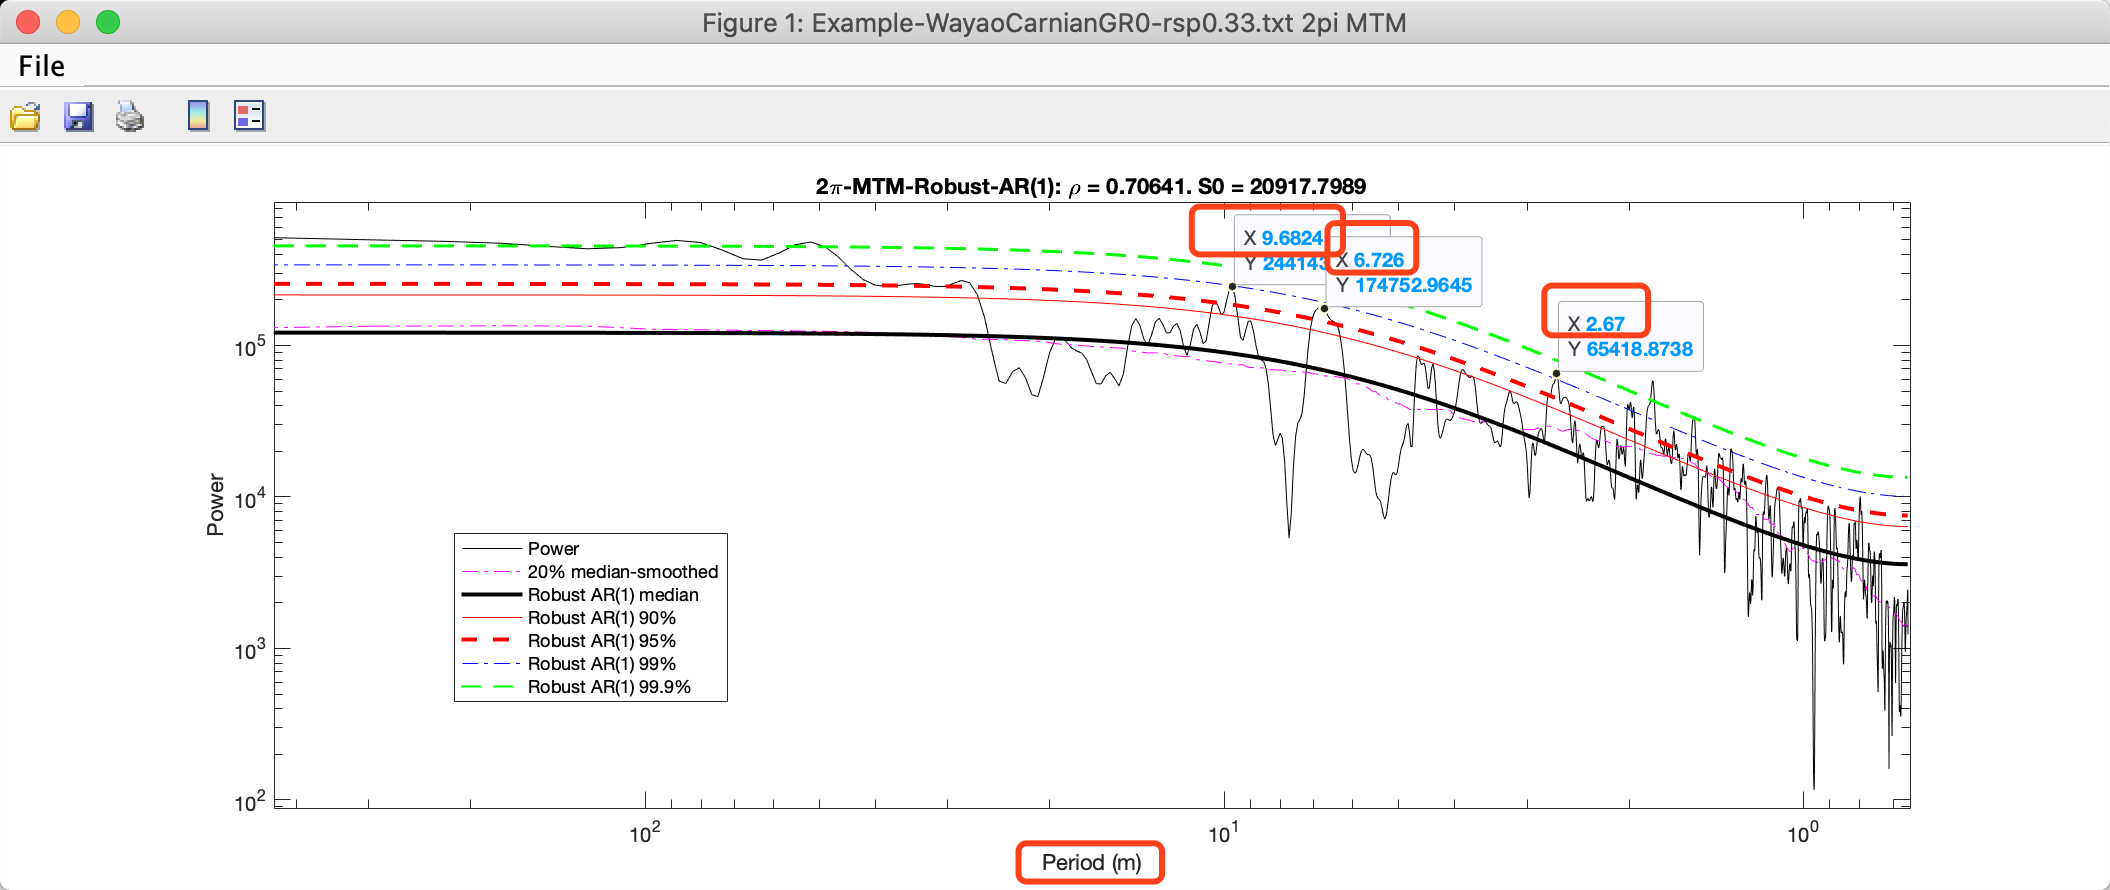 Figure 1: Example-WayaoCarnianGR0-rsp0.33.txt 2pi MTM
File
2π-MTM-Robust-AR(1): ρ = 0.70641. S0 = 20917.7989
X 9.6824
Y 244143
X 6.726
Y 174752.9645
X 2.67
Y 65418.8738
10^5
10^4
10^3
10^2
Power
Power
20% median-smoothed
Robust AR(1) median
Robust AR(1) 90%
Robust AR(1) 95%
Robust AR(1) 99%
Robust AR(1) 99.9%
10^2 10^1 10^0
Period (m)